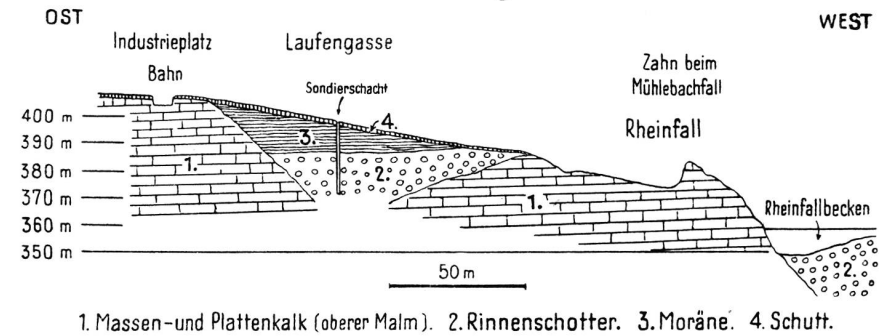 OST
WEST
Industrieplatz
Laufengasse
Bahn
Sondierschacht
Zahn beim
Mühlebachfall
Rheinfall
400 m
390 m
380 m
370 m
360 m
350 m
4.
3.
1.
2.
1.
Rheinfallbecken
2.
50 m
1. Massen-und Plattenkalk (oberer Malm). 2. Rinnenschotter. 3. Moräne. 4. Schutt.